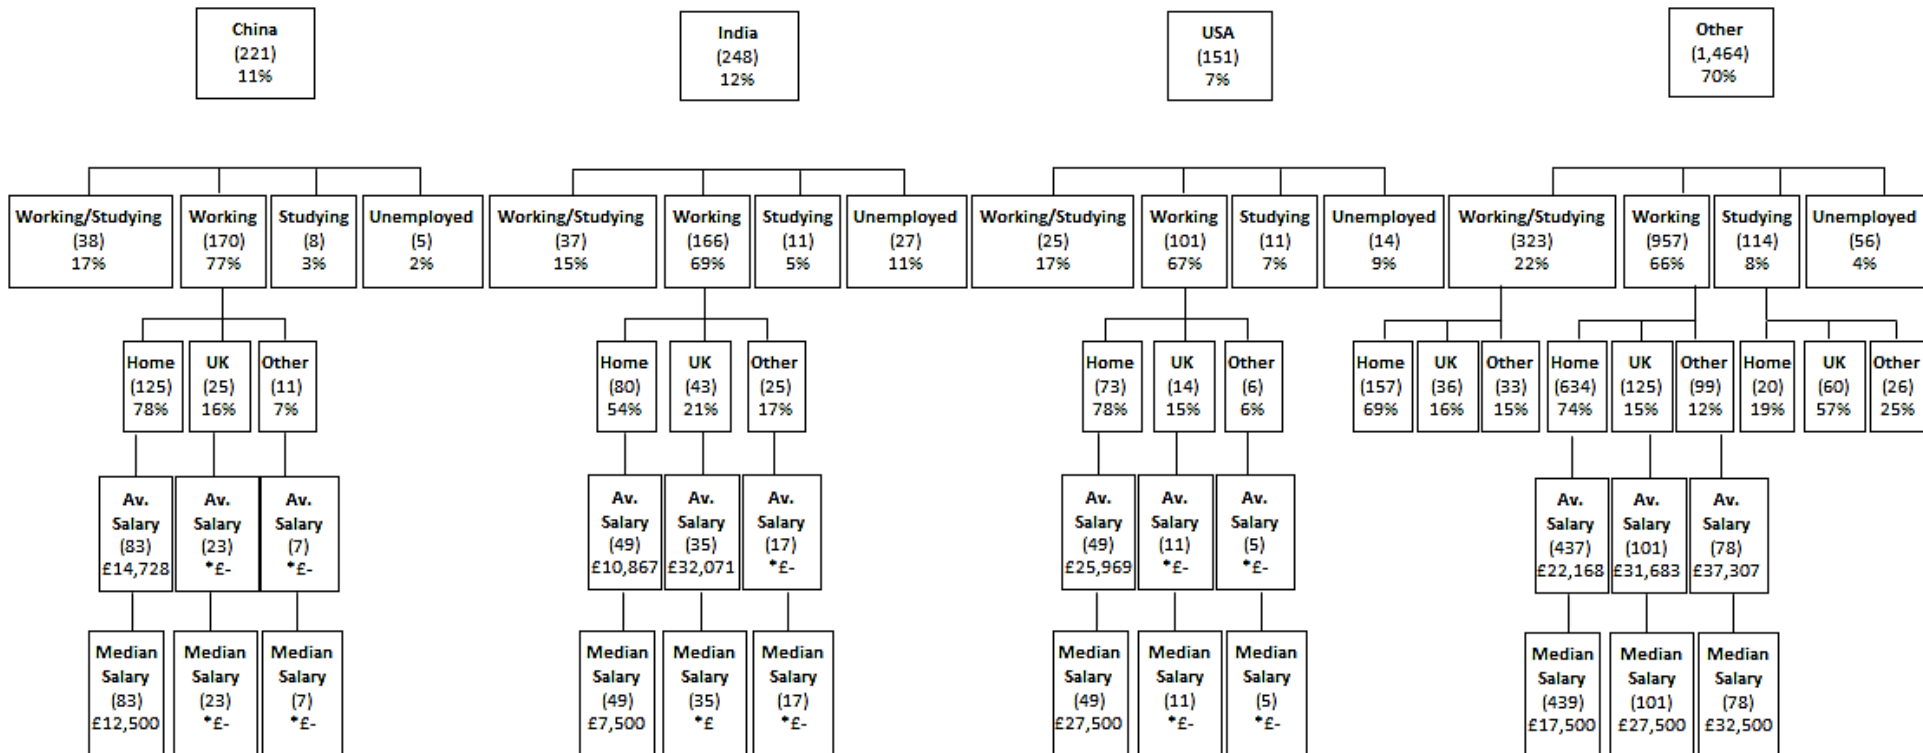 China
(221)
11%
India
(248)
12%
USA
(151)
7%
Other
(1,464)
70%
Working/Studying
(38)
17%
Working
(170)
77%
Studying
(8)
3%
Unemployed
(5)
2%
Working/Studying
(37)
15%
Working
(166)
69%
Studying
(11)
5%
Unemployed
(27)
11%
Working/Studying
(25)
17%
Working
(101)
67%
Studying
(11)
7%
Unemployed
(14)
9%
Working/Studying
(323)
22%
Working
(957)
66%
Studying
(114)
8%
Unemployed
(56)
4%
Home
(125)
78%
UK
(25)
16%
Other
(11)
7%
Home
(80)
54%
UK
(43)
21%
Other
(25)
17%
Home
(73)
78%
UK
(14)
15%
Other
(6)
6%
Home
(157)
69%
UK
(36)
16%
Other
(33)
15%
Home
(634)
74%
UK
(125)
15%
Other
(99)
12%
Home
(20)
19%
UK
(60)
57%
Other
(26)
25%
Av.
Salary
(83)
£14,728
Av.
Salary
(23)
*£-
Av.
Salary
(7)
*£-
Av.
Salary
(49)
£10,867
Av.
Salary
(35)
£32,071
Av.
Salary
(17)
*£-
Av.
Salary
(49)
£25,969
Av.
Salary
(11)
*£-
Av.
Salary
(5)
*£-
Av.
Salary
(437)
£22,168
Av.
Salary
(101)
£31,683
Av.
Salary
(78)
£37,307
Median
Salary
(83)
£12,500
Median
Salary
(23)
*£-
Median
Salary
(7)
*£-
Median
Salary
(49)
£7,500
Median
Salary
(35)
*£
Median
Salary
(17)
*£-
Median
Salary
(49)
£27,500
Median
Salary
(11)
*£-
Median
Salary
(5)
*£-
Median
Salary
(439)
£17,500
Median
Salary
(101)
£27,500
Median
Salary
(78)
£32,500